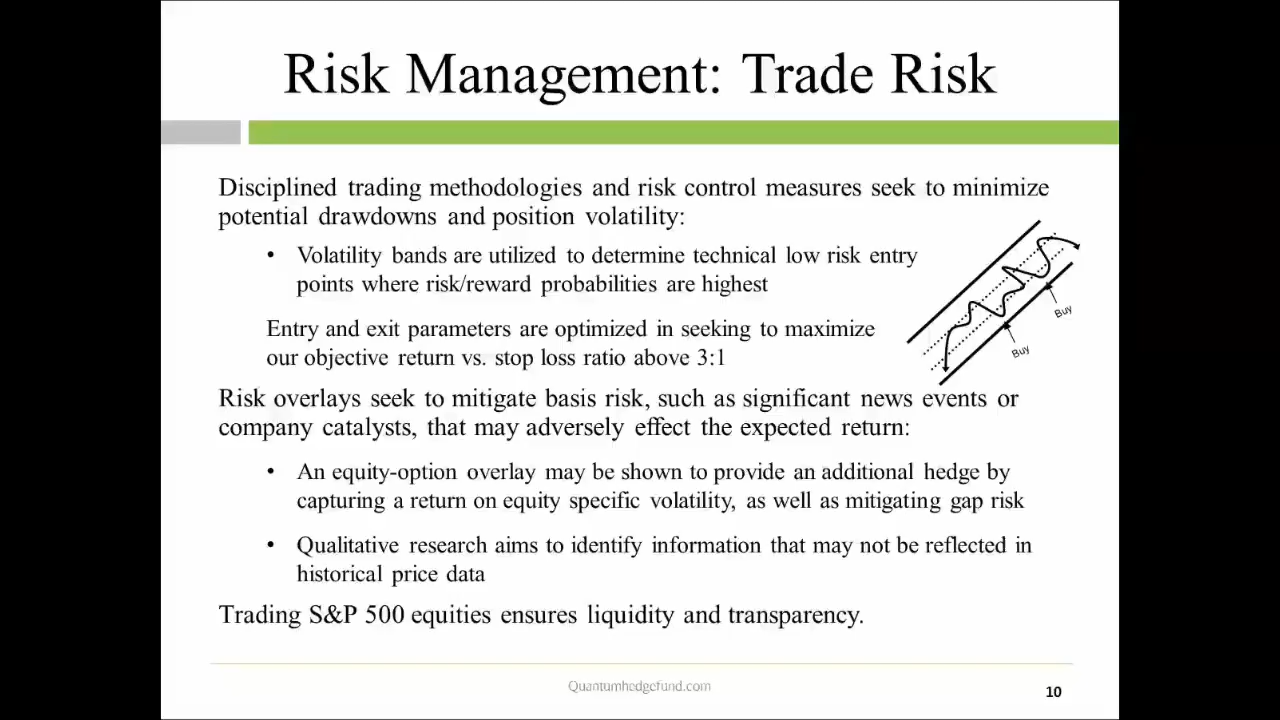 Risk Management: Trade Risk
Disciplined trading methodologies and risk control measures seek to minimize
potential drawdowns and position volatility:
• Volatility bands are utilized to determine technical low risk entry
points where risk/reward probabilities are highest
Entry and exit parameters are optimized in seeking to maximize
our objective return vs. stop loss ratio above 3:1
Buy
Buy
Risk overlays seek to mitigate basis risk, such as significant news events or
company catalysts, that may adversely effect the expected return:
• An equity-option overlay may be shown to provide an additional hedge by
capturing a return on equity specific volatility, as well as mitigating gap risk
• Qualitative research aims to identify information that may not be reflected in
historical price data
Trading S&P 500 equities ensures liquidity and transparency.
Quantumhedgefund.com
10